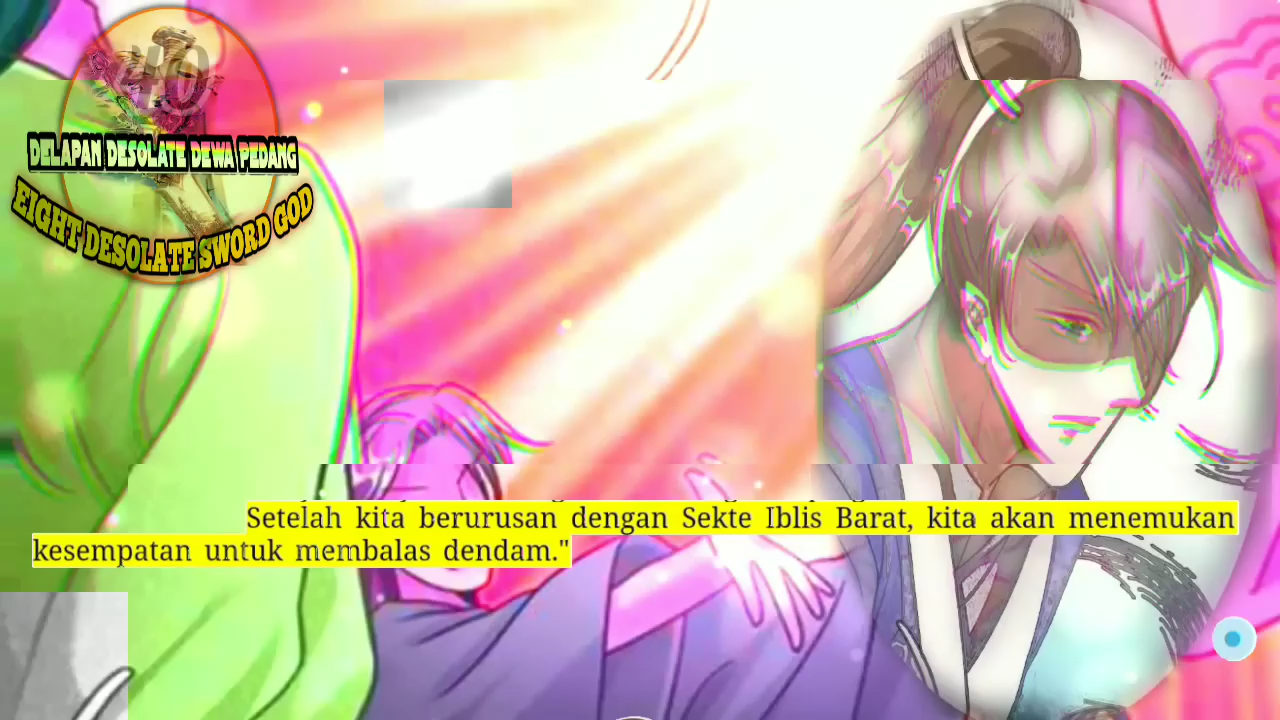 40
DELAPAN DESOLATE DEWA PEDANG
EIGHT DESOLATE SWORD GOD
Setelah kita berurusan dengan Sekte Iblis Barat, kita akan menemukan
kesempatan untuk membalas dendam."